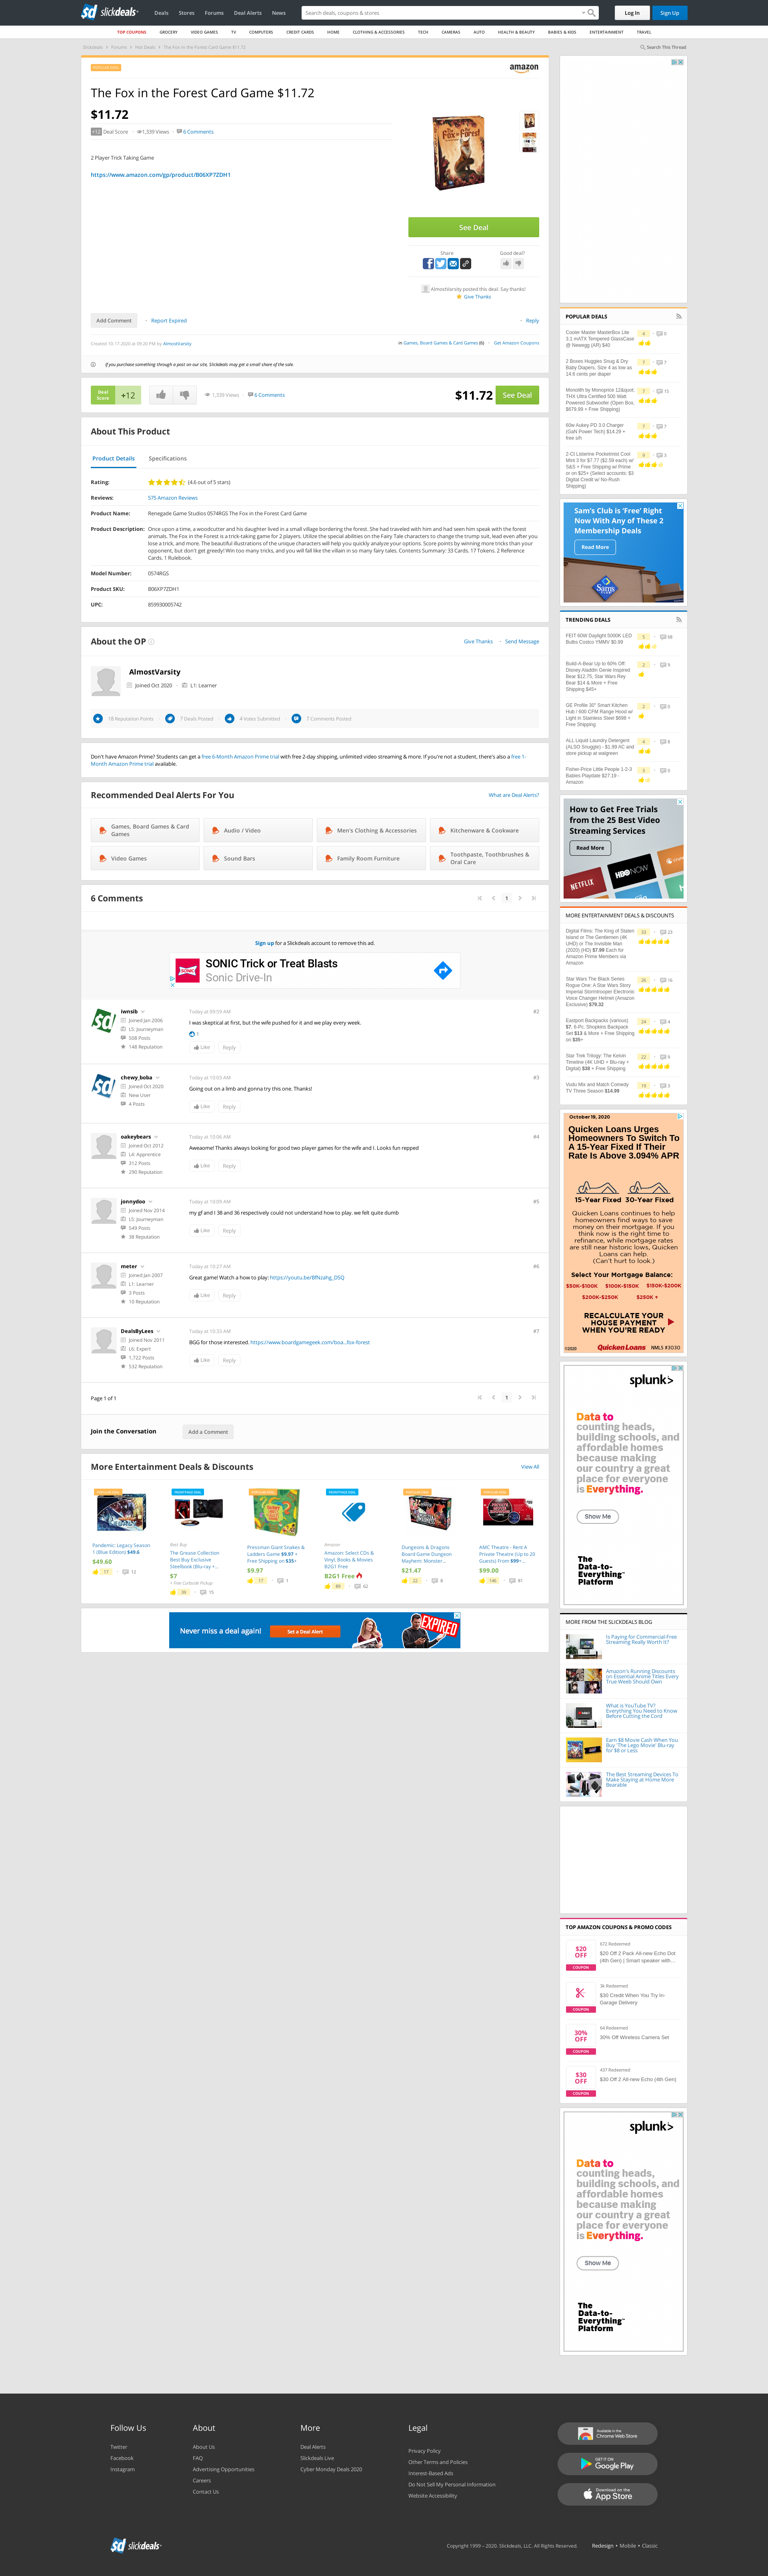 slickdeals
Deals Stores Forums Deal Alerts News
Search deals, coupons & stores
Log In
Sign Up
TOP COUPONS GROCERY VIDEO GAMES TV COMPUTERS CREDIT CARDS HOME CLOTHING & ACCESSORIES TECH CAMERAS AUTO HEALTH & BEAUTY BABIES & KIDS ENTERTAINMENT TRAVEL
Slickdeals Forums Hot Deals The Fox in the Forest Card Game $11.72
Search This Thread
amazon
The Fox in the Forest Card Game $11.72
$11.72
+12 Deal Score 1,339 Views 6 Comments
2 Player Trick Taking Game
https://www.amazon.com/gp/product/B06XP7ZDH1
See Deal
Share
Good deal?
AlmostVarsity posted this deal. Say thanks!
Give Thanks
Add Comment
Report Expired
Reply
Created 10-17-2020 at 09:20 PM by AlmostVarsity
in Games, Board Games & Card Games (6) Get Amazon Coupons
If you purchase something through a post on our site, Slickdeals may get a small share of the sale.
Deal Score +12
1,339 Views 6 Comments
$11.72
See Deal
About This Product
Product Details Specifications
Rating: (4.6 out of 5 stars)
Reviews: 575 Amazon Reviews
Product Name: Renegade Game Studios 0574RGS The Fox in the Forest Card Game
Product Description: Once upon a time, a woodcutter and his daughter lived in a small village bordering the forest. She had traveled with him and had seen him speak with the forest
animals. The Fox in the Forest is a trick-taking game for 2 players. Utilize the special abilities on the Fairy Tale characters to change the trump suit, lead even after you
lose a trick, and more. The beautiful illustrations of the game characters will help you quickly analyze your options. Score points by winning more tricks than your
opponent, but don't get greedy! Win too many tricks, and you will fall like the villain in so many fairy tales. Contents Summary: 33 Cards. 17 Tokens. 2 Reference
Cards. 1 Rulebook.
Model Number: 0574RGS
Product SKU: B06XP7ZDH1
UPC: 859930005742
About the OP
Give Thanks Send Message
AlmostVarsity
Joined Oct 2020 L1: Learner
18 Reputation Points 7 Deals Posted 4 Votes Submitted 7 Comments Posted
Don't have Amazon Prime? Students can get a free 6-Month Amazon Prime trial with free 2-day shipping, unlimited video streaming & more. If you're not a student, there's also a free 1-
Month Amazon Prime trial available.
Recommended Deal Alerts For You
What are Deal Alerts?
Games, Board Games & Card Games
Audio / Video
Men's Clothing & Accessories
Kitchenware & Cookware
Video Games
Sound Bars
Family Room Furniture
Toothpaste, Toothbrushes & Oral Care
6 Comments
1
Sign up for a Slickdeals account to remove this ad.
SONIC Trick or Treat Blasts
Sonic Drive-In
iwnsib
Joined Jan 2006
L5: Journeyman
508 Posts
148 Reputation
Today at 09:59 AM
#2
I was skeptical at first, but the wife pushed for it and we play every week.
1
Like Reply
chewy_boba
Joined Oct 2020
New User
4 Posts
Today at 10:03 AM
#3
Going out on a limb and gonna try this one. Thanks!
Like Reply
oakeybears
Joined Oct 2012
L4: Apprentice
312 Posts
290 Reputation
Today at 10:06 AM
#4
Aweaome! Thanks always looking for good two player games for the wife and I. Looks fun repped
Like Reply
jonnydoo
Joined Nov 2014
L5: Journeyman
549 Posts
38 Reputation
Today at 10:09 AM
#5
my gf and I 38 and 36 respectively could not understand how to play. we felt quite dumb
Like Reply
meter
Joined Jan 2007
L1: Learner
3 Posts
10 Reputation
Today at 10:27 AM
#6
Great game! Watch a how to play: https://youtu.be/BfNzahg_DSQ
Like Reply
DealsByLees
Joined Nov 2011
L6: Expert
1,722 Posts
532 Reputation
Today at 10:33 AM
#7
BGG for those interested. https://www.boardgamegeek.com/boa...fox-forest
Like Reply
Page 1 of 1
1
Join the Conversation
Add a Comment
More Entertainment Deals & Discounts
View All
Pandemic: Legacy Season 1 (Blue Edition) $49.6
$49.60
17 12
Best Buy
The Grease Collection Best Buy Exclusive Steelbook (Blu-ray +...
$7
+ Free Curbside Pickup
39 15
Pressman Giant Snakes & Ladders Game $9.97 + Free Shipping on $35+
$9.97
17 1
Amazon
Amazon: Select CDs & Vinyl, Books & Movies B2G1 Free
B2G1 Free
89 62
Dungeons & Dragons Board Game Dungeon Mayhem: Monster...
$21.47
22 8
AMC Theatre - Rent A Private Theatre (Up to 20 Guests) From $99+...
$99.00
146 91
Never miss a deal again!
Set a Deal Alert
EXPIRED
POPULAR DEALS
Cooler Master MasterBox Lite 3.1 mATX Tempered GlassCase @ Newegg (AR) $40
2 Boxes Huggies Snug & Dry Baby Diapers, Size 4 as low as 14.6 cents per diaper
Monolith by Monoprice 12&quot; THX Ultra Certified 500 Watt Powered Subwoofer (Open Box, $679.99 + Free Shipping)
60w Aukey PD 3.0 Charger (GaN Power Tech) $14.29 + free s/h
2-Ct Listerine Pocketmist Cool Mint 3 for $7.77 ($2.59 each) w/ S&S + Free Shipping w/ Prime or on $25+ (Select accounts: $3 Digital Credit w/ No-Rush Shipping)
Sam's Club is 'Free' Right Now With Any of These 2 Membership Deals
Read More
TRENDING DEALS
FEIT 60W Daylight 5000K LED Bulbs Costco YMMV $0.99
Build-A-Bear Up to 60% Off: Disney Aladdin Genie Inspired Bear $12.75, Star Wars Rey Bear $14 & More + Free Shipping $45+
GE Profile 30" Smart Kitchen Hub / 600 CFM Range Hood w/ Light in Stainless Steel $698 + Free Shipping
ALL Liquid Laundry Detergent (ALSO Snuggle) - $1.99 AC and store pickup at walgreen
Fisher-Price Little People 1-2-3 Babies Playdate $27.19 - Amazon
How to Get Free Trials from the 25 Best Video Streaming Services
Read More
NETFLIX HBO NOW
MORE ENTERTAINMENT DEALS & DISCOUNTS
Digital Films: The King of Staten Island or The Gentlemen (4K UHD) or The Invisible Man (2020) (HD) $7.99 Each for Amazon Prime Members via Amazon
Star Wars The Black Series Rogue One: A Star Wars Story Imperial Stormtrooper Electronic Voice Changer Helmet (Amazon Exclusive) $79.32
Eastport Backpacks (various) $7, 6-Pc. Shopkins Backpack Set $13 & More + Free Shipping on $35+
Star Trek Trilogy: The Kelvin Timeline (4K UHD + Blu-ray + Digital) $38 + Free Shipping
Vudu Mix and Match Comedy TV Three Season $14.99
October 19, 2020
Quicken Loans Urges Homeowners To Switch To A 15-Year Fixed If Their Rate Is Above 3.094% APR
15-Year Fixed 30-Year Fixed
Quicken Loans continues to help homeowners find ways to save money on their mortgage. If you think now is the right time to refinance, while mortgage rates are still near historic lows, Quicken Loans can help.
(Can't hurt to look.)
Select Your Mortgage Balance:
$50K-$100K $100K-$150K $150K-$200K
$200K-$250K $250K +
RECALCULATE YOUR HOUSE PAYMENT WHEN YOU'RE READY
©2020 Quicken Loans NMLS #3030
splunk>
Data to counting heads, building schools, and affordable homes because making our country a great place for everyone is Everything.
Show Me
The Data-to-Everything™ Platform
MORE FROM THE SLICKDEALS BLOG
Is Paying for Commercial-Free Streaming Really Worth It?
Amazon's Running Discounts on Essential Anime Titles Every True Weeb Should Own
What is YouTube TV? Everything You Need to Know Before Cutting the Cord
Earn $8 Movie Cash When You Buy 'The Lego Movie' Blu-ray for $8 or Less
The Best Streaming Devices To Make Staying at Home More Bearable
TOP AMAZON COUPONS & PROMO CODES
$20 OFF COUPON
672 Redeemed
$20 Off 2 Pack All-new Echo Dot (4th Gen) | Smart speaker with...
COUPON
3k Redeemed
$30 Credit When You Try In-Garage Delivery
30% OFF COUPON
64 Redeemed
30% Off Wireless Camera Set
$30 OFF COUPON
437 Redeemed
$30 Off 2 All-new Echo (4th Gen)
splunk>
Data to counting heads, building schools, and affordable homes because making our country a great place for everyone is Everything.
Show Me
The Data-to-Everything™ Platform
Follow Us
Twitter
Facebook
Instagram
About
About Us
FAQ
Advertising Opportunities
Careers
Contact Us
More
Deal Alerts
Slickdeals Live
Cyber Monday Deals 2020
Legal
Privacy Policy
Other Terms and Policies
Interest-Based Ads
Do Not Sell My Personal Information
Website Accessibility
Available in the Chrome Web Store
GET IT ON Google Play
Download on the App Store
slickdeals
Copyright 1999 - 2020. Slickdeals, LLC. All Rights Reserved.
Redesign • Mobile • Classic